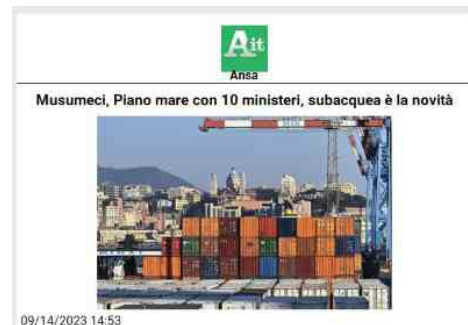 Ait
Ansa
Musumeci, Piano mare con 10 ministeri, subacquea è la novità
09/14/2023 14:53